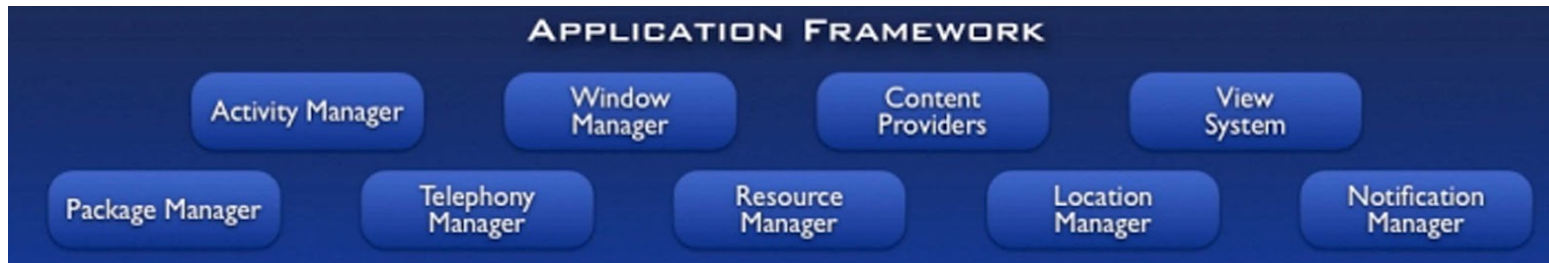 Application Framework
Activity Manager
Window
Manager
Content
Providers
View
System
Package Manager
Telephony
Manager
Resource
Manager
Location
Manager
Notification
Manager